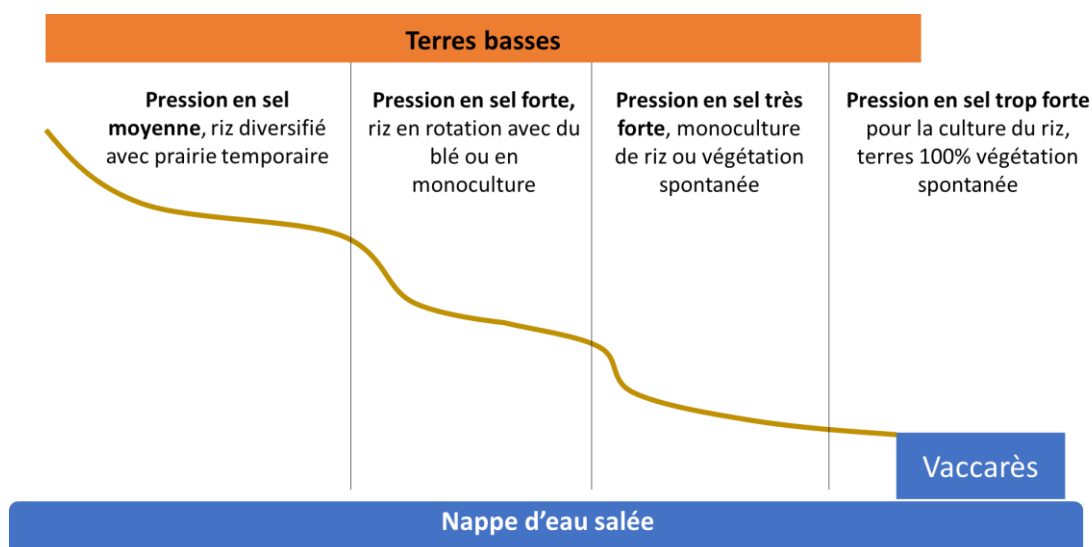 Terres basses
Pression en sel
moyenne, riz diversifié
avec prairie temporaire
Pression en sel forte,
riz en rotation avec du
blé ou en
monoculture
Pression en sel très
forte, monoculture
de riz ou végétation
spontanée
Pression en sel trop forte
pour la culture du riz,
terres 100% végétation
spontanée
Vaccarès
Nappe d'eau salée